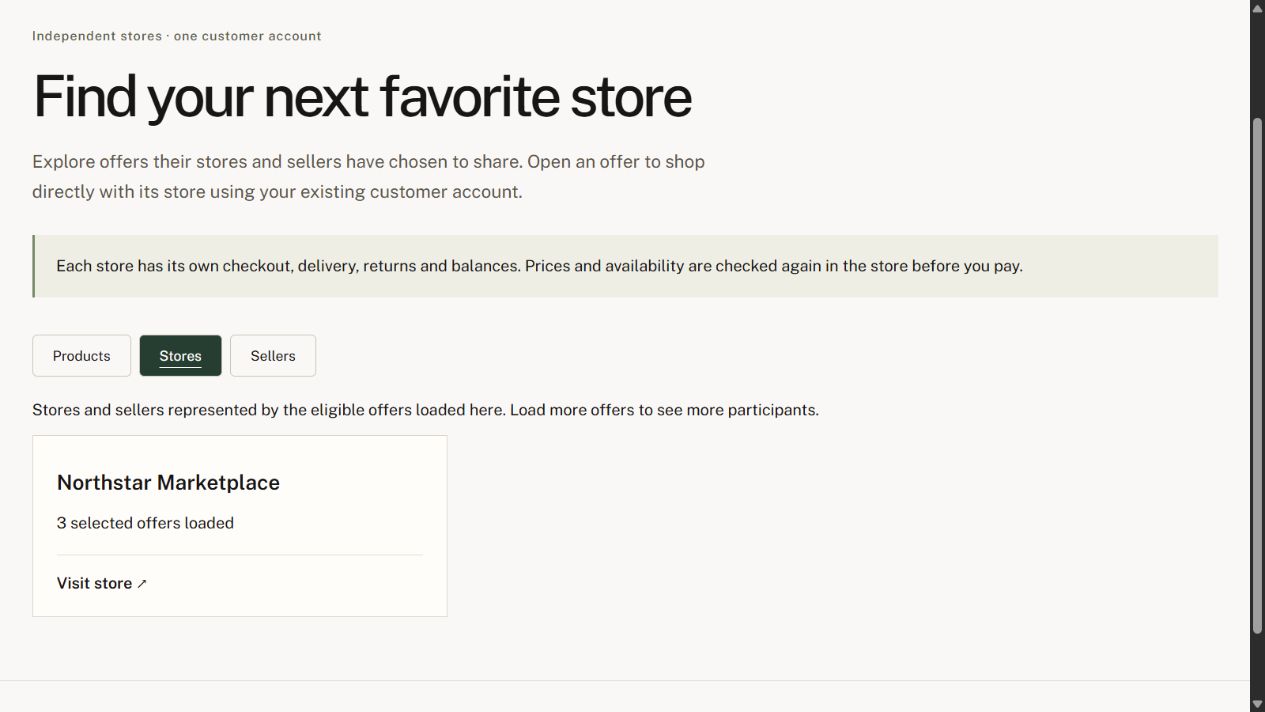 Independent stores · one customer account
Find your next favorite store
Explore offers their stores and sellers have chosen to share. Open an offer to shop
directly with its store using your existing customer account.
Each store has its own checkout, delivery, returns and balances. Prices and availability are checked again in the store before you pay.
Products
Stores
Sellers
Stores and sellers represented by the eligible offers loaded here. Load more offers to see more participants.
Northstar Marketplace
3 selected offers loaded
Visit store ↗